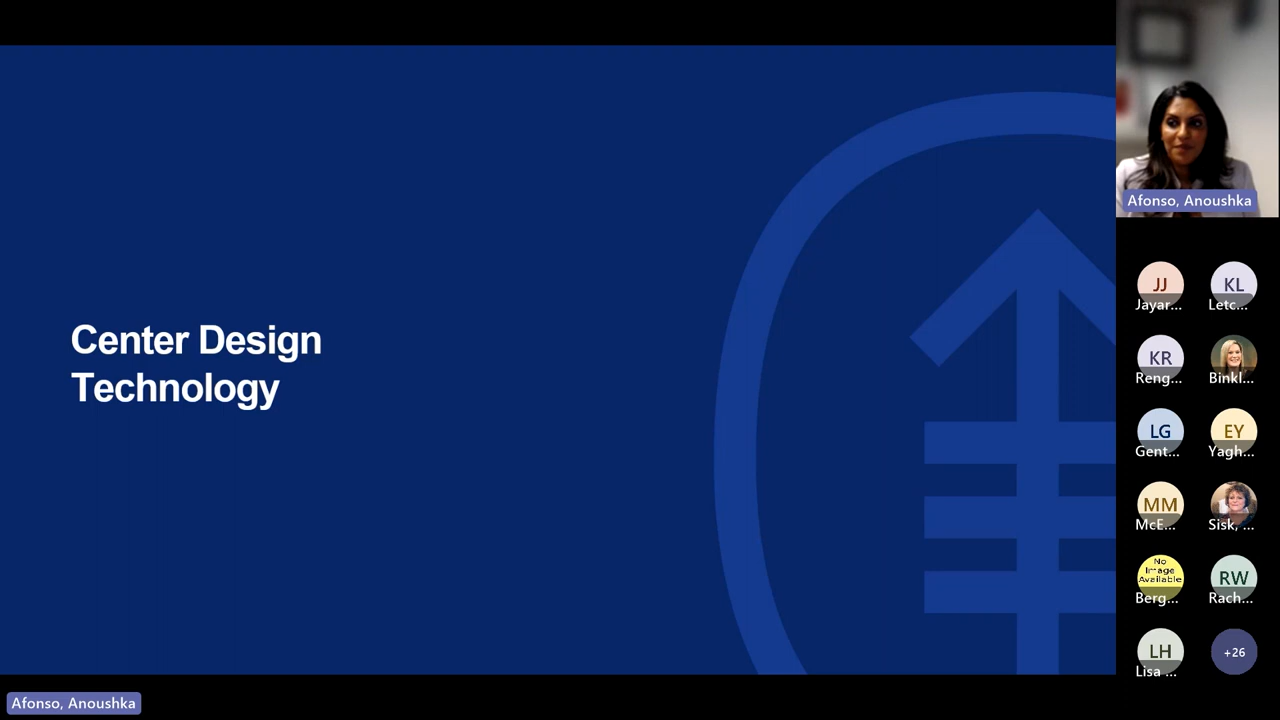 Center Design
Technology
Afonso, Anoushka
JJ
Jayar...
KL
Letc...
KR
Reng...
Binkl...
LG
Gent...
EY
Yagh...
MM
McE...
Sisk, ...
No
Image
Available
Berg...
RW
Rach...
LH
Lisa ...
+26
Afonso, Anoushka